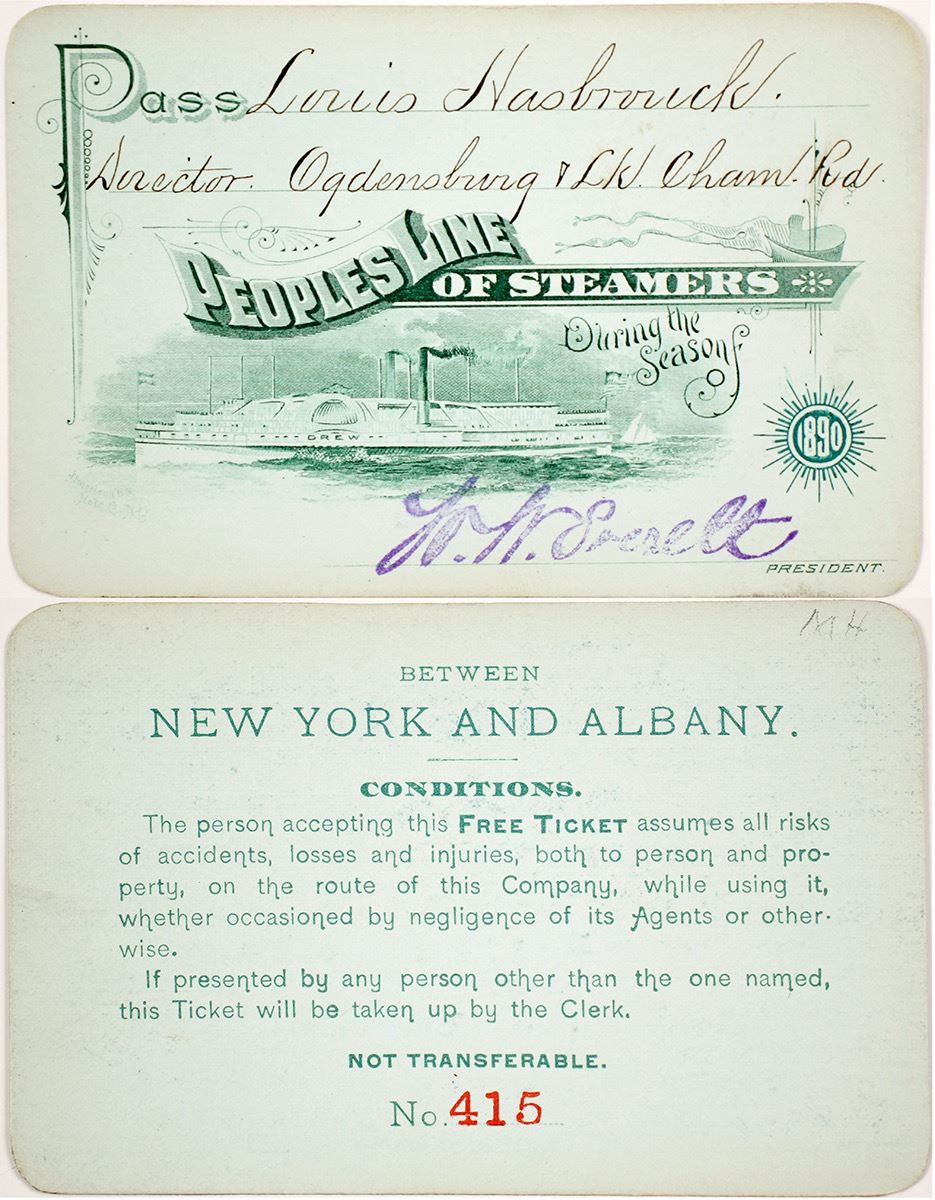 Pass Louis Hasbrouck.
Director. Ogdensburg & Lk. Cham. Rd.
PEOPLES LINE
OF STEAMERS
During the
Season of
1890
DREW
W. W. Everett
PRESIDENT.
MH
BETWEEN
NEW YORK AND ALBANY.
CONDITIONS.
The person accepting this FREE TICKET assumes all risks
of accidents, losses and injuries, both to person and pro-
perty, on the route of this Company, while using it,
whether occasioned by negligence of its Agents or other-
wise.
If presented by any person other than the one named,
this Ticket will be taken up by the Clerk.
NOT TRANSFERABLE.
No. 415